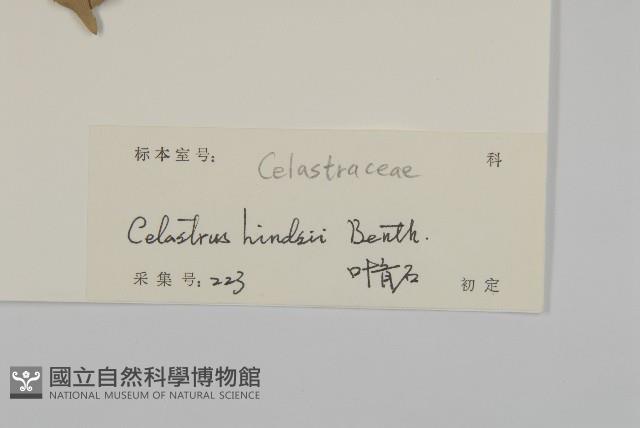 标本室号: Celastraceae 科
Celastrus hindsii Benth.
采集号: 223 叶育石 初定
國立自然科學博物館
NATIONAL MUSEUM OF NATURAL SCIENCE